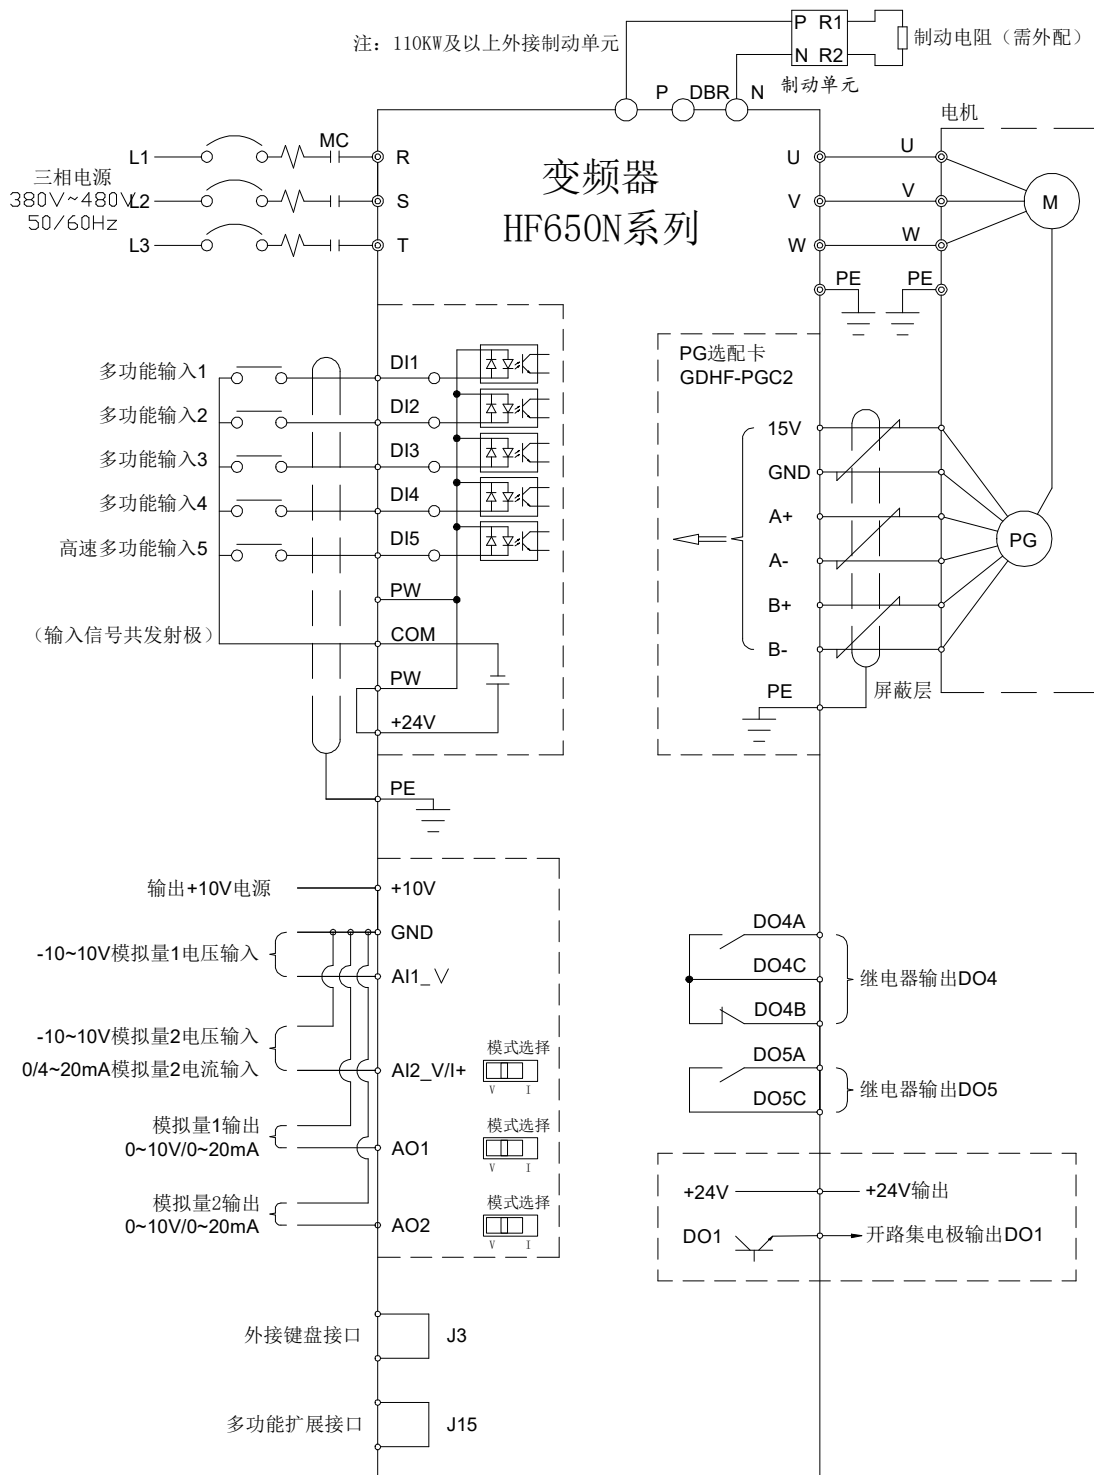 注：110KW及以上外接制动单元
P R1
N R2
制动电阻（需外配）
制动单元
P DBR N
电机
L1
MC
R
三相电源
380V~480V
50/60Hz
L2
S
L3
T
变频器
HF650N系列
U
U
V
V
W
W
M
PE
PE
多功能输入1
DI1
多功能输入2
DI2
多功能输入3
DI3
多功能输入4
DI4
高速多功能输入5
DI5
PW
（输入信号共发射极）
COM
PW
+24V
PE
PG选配卡
GDHF-PGC2
15V
GND
A+
A-
B+
B-
PG
PE
屏蔽层
输出+10V电源
+10V
GND
-10~10V模拟量1电压输入
AI1_V
-10~10V模拟量2电压输入
0/4~20mA模拟量2电流输入
AI2_V/I+
模式选择
V I
模拟量1输出
0~10V/0~20mA
AO1
模式选择
V I
模拟量2输出
0~10V/0~20mA
AO2
模式选择
V I
DO4A
DO4C
继电器输出DO4
DO4B
DO5A
继电器输出DO5
DO5C
+24V
+24V输出
DO1
开路集电极输出DO1
外接键盘接口
J3
多功能扩展接口
J15